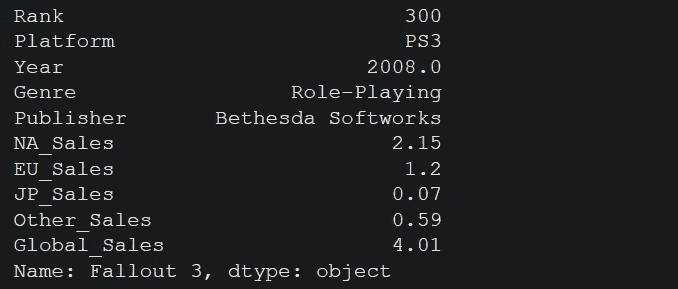 Rank 300
Platform PS3
Year 2008.0
Genre Role-Playing
Publisher Bethesda Softworks
NA_Sales 2.15
EU_Sales 1.2
JP_Sales 0.07
Other_Sales 0.59
Global_Sales 4.01
Name: Fallout 3, dtype: object